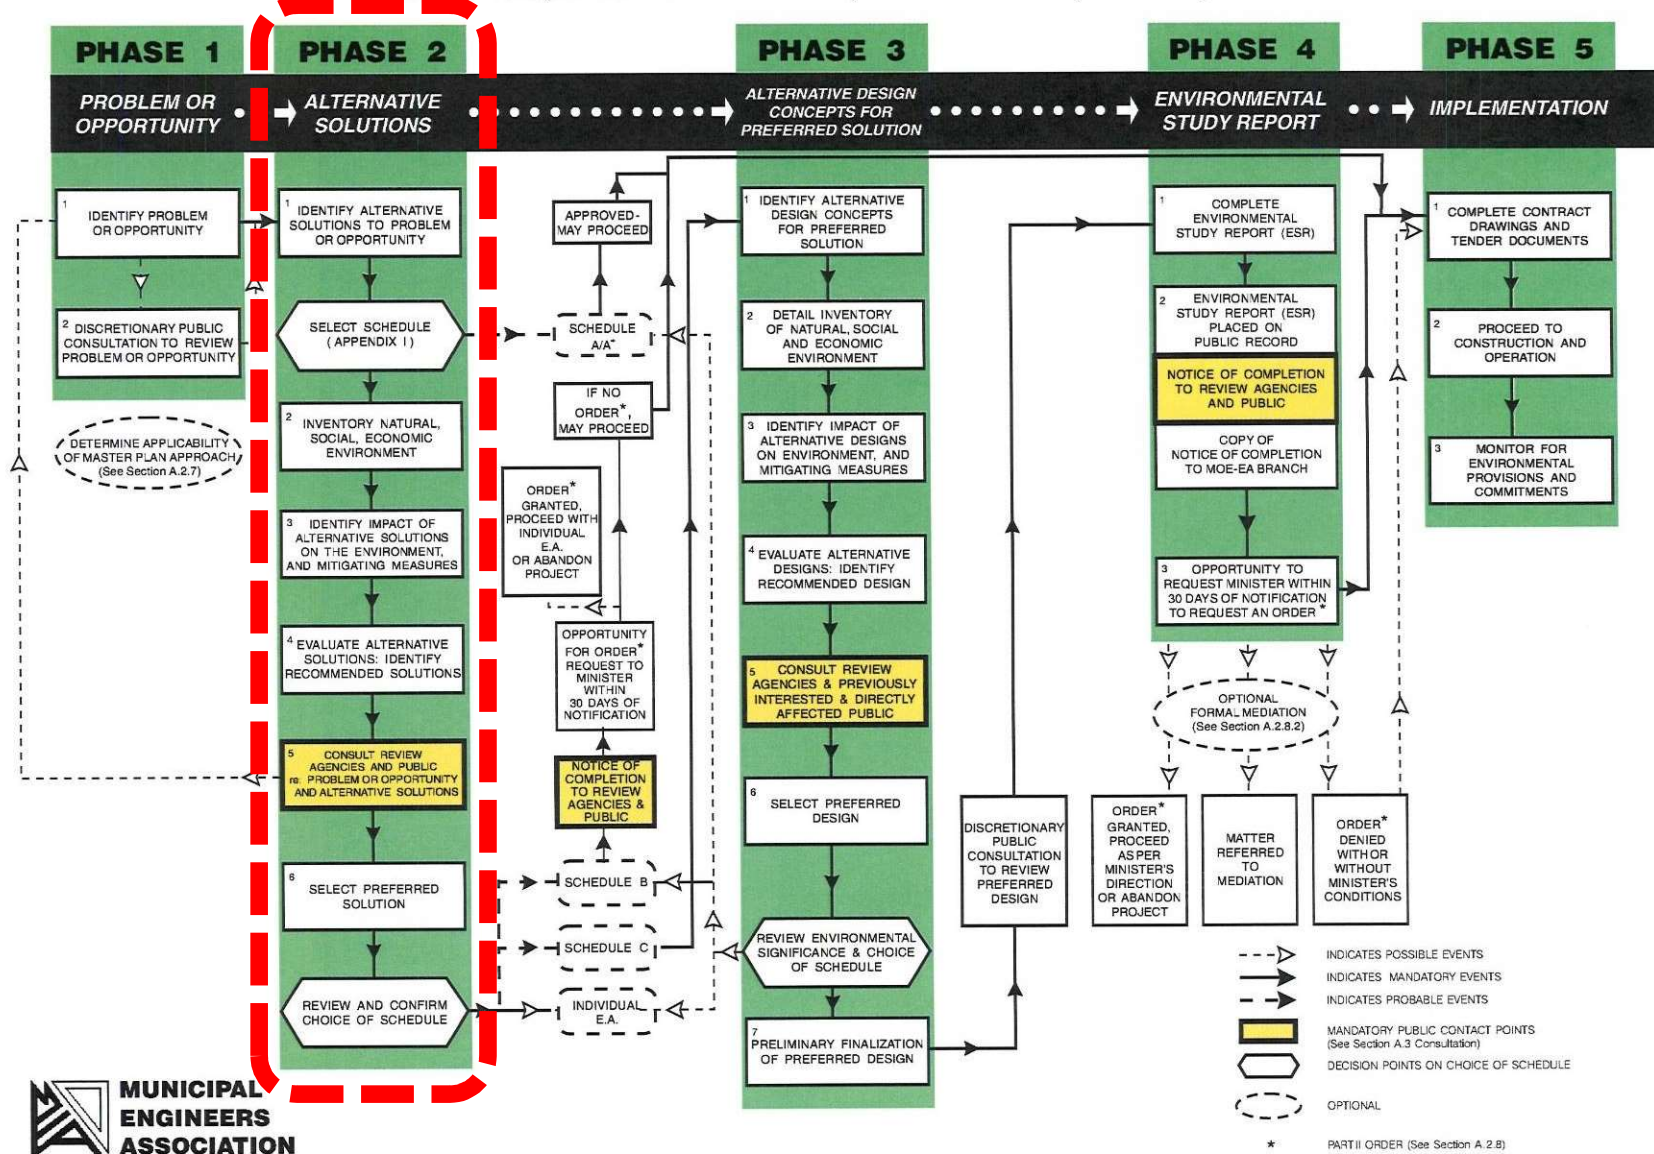 PHASE 1
PROBLEM OR
OPPORTUNITY
1
IDENTIFY PROBLEM
OR OPPORTUNITY
2
DISCRETIONARY PUBLIC
CONSULTATION TO REVIEW
PROBLEM OR OPPORTUNITY
DETERMINE APPLICABILITY
OF MASTER PLAN APPROACH
(See Section A.2.7)
PHASE 2
ALTERNATIVE
SOLUTIONS
1
IDENTIFY ALTERNATIVE
SOLUTIONS TO PROBLEM
OR OPPORTUNITY
SELECT SCHEDULE
(APPENDIX I)
2
INVENTORY NATURAL,
SOCIAL, ECONOMIC
ENVIRONMENT
3
IDENTIFY IMPACT OF
ALTERNATIVE SOLUTIONS
ON THE ENVIRONMENT,
AND MITIGATING MEASURES
4
EVALUATE ALTERNATIVE
SOLUTIONS: IDENTIFY
RECOMMENDED SOLUTIONS
5
CONSULT REVIEW
AGENCIES AND PUBLIC
re: PROBLEM OR OPPORTUNITY
AND ALTERNATIVE SOLUTIONS
6
SELECT PREFERRED
SOLUTION
REVIEW AND CONFIRM
CHOICE OF SCHEDULE
APPROVED-
MAY PROCEED
SCHEDULE
A/A+
IF NO
ORDER*,
MAY PROCEED
ORDER*
GRANTED,
PROCEED WITH
INDIVIDUAL
E.A.
OR ABANDON
PROJECT
OPPORTUNITY
FOR ORDER*
REQUEST TO
MINISTER
WITHIN
30 DAYS OF
NOTIFICATION
NOTICE OF
COMPLETION
TO REVIEW
AGENCIES &
PUBLIC
SCHEDULE B
SCHEDULE C
INDIVIDUAL
E.A.
PHASE 3
ALTERNATIVE DESIGN
CONCEPTS FOR
PREFERRED SOLUTION
1
IDENTIFY ALTERNATIVE
DESIGN CONCEPTS
FOR PREFERRED
SOLUTION
2
DETAIL INVENTORY
OF NATURAL, SOCIAL
AND ECONOMIC
ENVIRONMENT
3
IDENTIFY IMPACT OF
ALTERNATIVE DESIGNS
ON ENVIRONMENT, AND
MITIGATING MEASURES
4
EVALUATE ALTERNATIVE
DESIGNS: IDENTIFY
RECOMMENDED DESIGN
5
CONSULT REVIEW
AGENCIES & PREVIOUSLY
INTERESTED & DIRECTLY
AFFECTED PUBLIC
6
SELECT PREFERRED
DESIGN
REVIEW ENVIRONMENTAL
SIGNIFICANCE & CHOICE
OF SCHEDULE
7
PRELIMINARY FINALIZATION
OF PREFERRED DESIGN
DISCRETIONARY
PUBLIC
CONSULTATION
TO REVIEW
PREFERRED
DESIGN
PHASE 4
ENVIRONMENTAL
STUDY REPORT
1
COMPLETE
ENVIRONMENTAL
STUDY REPORT (ESR)
2
ENVIRONMENTAL
STUDY REPORT (ESR)
PLACED ON
PUBLIC RECORD
NOTICE OF COMPLETION
TO REVIEW AGENCIES
AND PUBLIC
COPY OF
NOTICE OF COMPLETION
TO MOE-EA BRANCH
3
OPPORTUNITY TO
REQUEST MINISTER WITHIN
30 DAYS OF NOTIFICATION
TO REQUEST AN ORDER*
OPTIONAL
FORMAL MEDIATION
(See Section A.2.8.2)
ORDER*
GRANTED,
PROCEED
AS PER
MINISTER'S
DIRECTION
OR ABANDON
PROJECT
MATTER
REFERRED
TO
MEDIATION
ORDER*
DENIED
WITH OR
WITHOUT
MINISTER'S
CONDITIONS
PHASE 5
IMPLEMENTATION
1
COMPLETE CONTRACT
DRAWINGS AND
TENDER DOCUMENTS
2
PROCEED TO
CONSTRUCTION AND
OPERATION
3
MONITOR FOR
ENVIRONMENTAL
PROVISIONS AND
COMMITMENTS
INDICATES POSSIBLE EVENTS
INDICATES MANDATORY EVENTS
INDICATES PROBABLE EVENTS
MANDATORY PUBLIC CONTACT POINTS
(See Section A.3 Consultation)
DECISION POINTS ON CHOICE OF SCHEDULE
OPTIONAL
* PART II ORDER (See Section A.2.8)
MUNICIPAL
ENGINEERS
ASSOCIATION